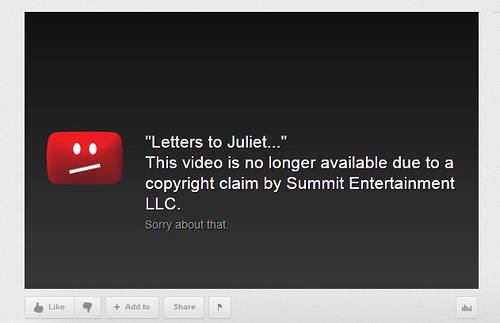 "Letters to Juliet..."
This video is no longer available due to a
copyright claim by Summit Entertainment
LLC.
Sorry about that.
Like + Add to Share